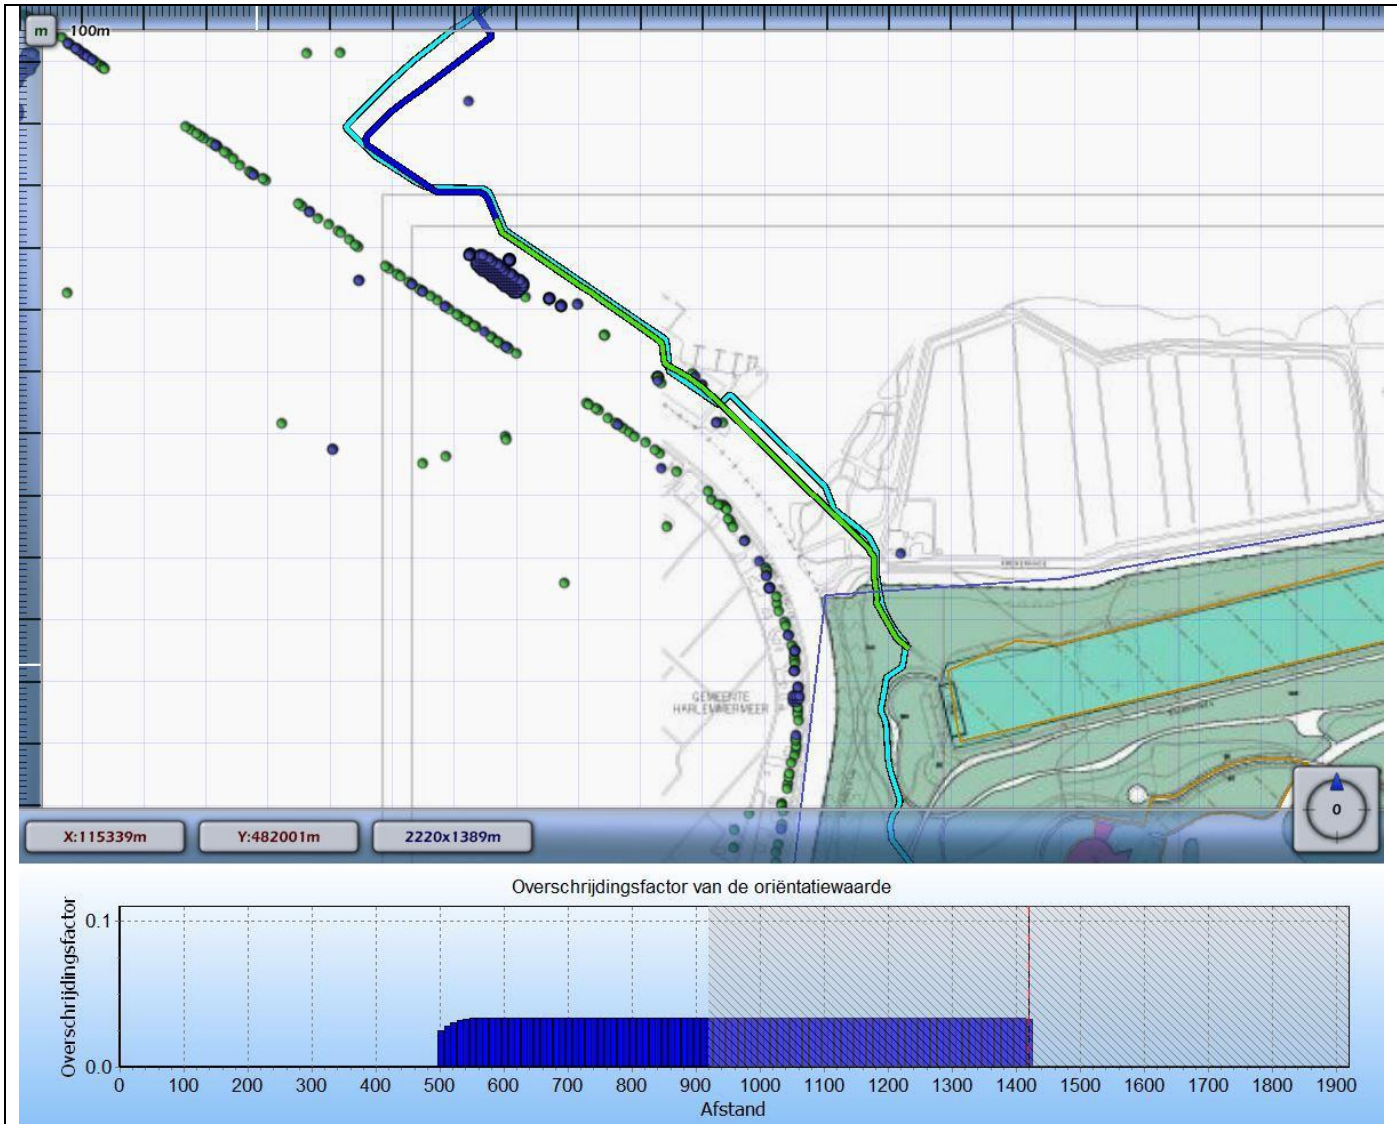 m 100m
GEMEENTE
HARLEMMERMEER
0
X:115339m Y:482001m 2220x1389m
Overschrijdingsfactor van de oriëntatiewaarde
Overschrijdingsfactor
0.1
0.0
0 100 200 300 400 500 600 700 800 900 1000 1100 1200 1300 1400 1500 1600 1700 1800 1900
Afstand